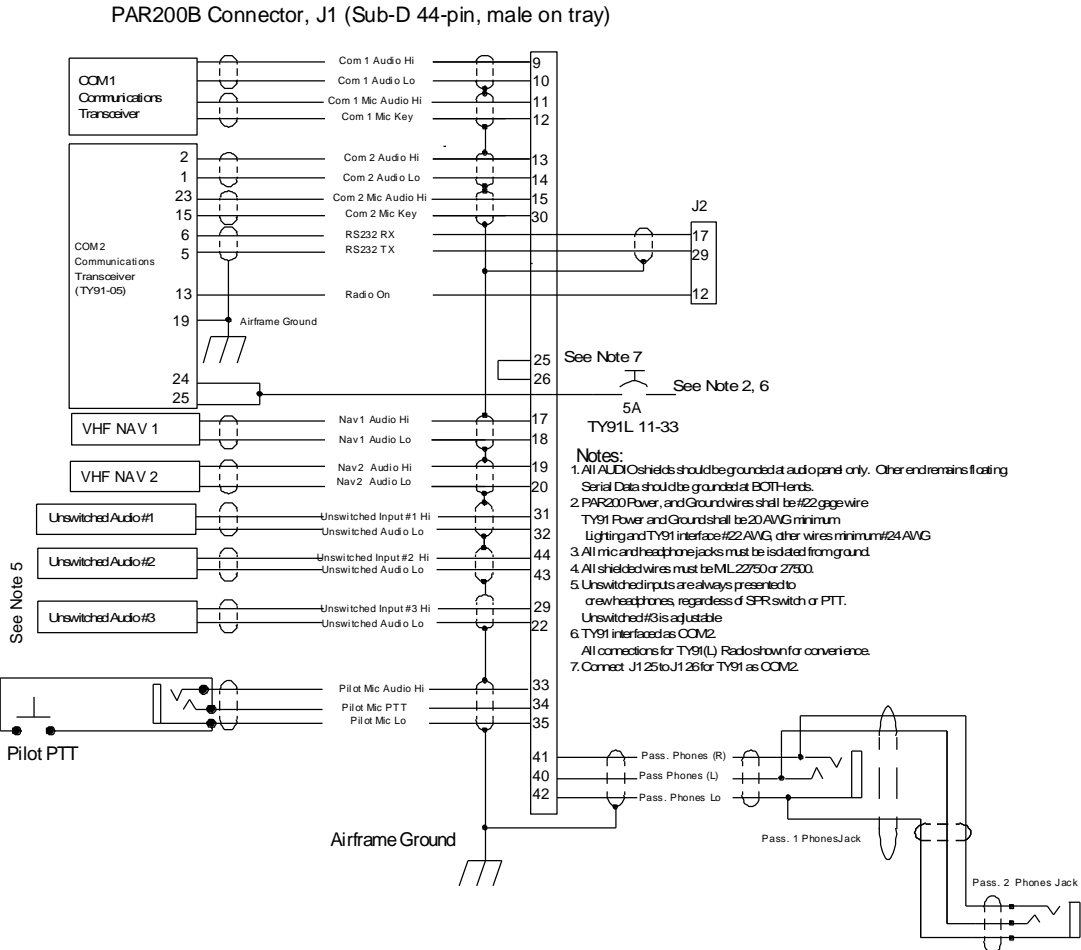 PAR200B Connector, J1 (Sub-D 44-pin, male on tray)
COM 1
Communications
Transceiver
Com 1 Audio Hi
9
Com 1 Audio Lo
10
Com 1 Mic Audio Hi
11
Com 1 Mic Key
12
COM 2
Communications
Transceiver
(TY91-05)
2
Com 2 Audio Hi
13
1
Com 2 Audio Lo
14
23
Com 2 Mic Audio Hi
15
15
Com 2 Mic Key
30
J2
6
RS232 RX
17
5
RS232 TX
29
13
Radio On
12
19
Airframe Ground
25
See Note 7
26
24
25
See Note 2, 6
5A
TY91L 11-33
VHF NAV 1
Nav1 Audio Hi
17
Nav1 Audio Lo
18
VHF NAV 2
Nav2 Audio Hi
19
Nav2 Audio Lo
20
See Note 5
Unswitched Audio #1
Unswitched Input #1 Hi
31
Unswitched Audio Lo
32
Unswitched Audio #2
Unswitched Input #2 Hi
44
Unswitched Audio Lo
43
Unswitched Audio #3
Unswitched Input #3 Hi
29
Unswitched Audio Lo
22
Notes:
1. All AUDIO shields should be grounded at audio panel only. Other end remains floating
Serial Data should be grounded at BOTH ends.
2. PAR200 Power, and Ground wires shall be #22 gage wire
TY91 Power and Ground shall be 20 AWG minimum
Lighting and TY91 interface #22 AWG, other wires minimum #24 AWG
3. All mic and headphone jacks must be isolated from ground.
4. All shielded wires must be MIL 22750 or 27500.
5. Unswitched inputs are always presented to
crew headphones, regardless of SPR switch or PTT.
Unswitched #3 is adjustable
6. TY91 interfaced as COM2.
All connections for TY91(L) Radio shown for convenience.
7. Connect J1 25 to J1 26 for TY91 as COM2.
Pilot PTT
Pilot Mic Audio Hi
33
Pilot Mic PTT
34
Pilot Mic Lo
35
41
Pass. Phones (R)
40
Pass Phones (L)
42
Pass. Phones Lo
Pass. 1 Phones Jack
Airframe Ground
Pass. 2 Phones Jack